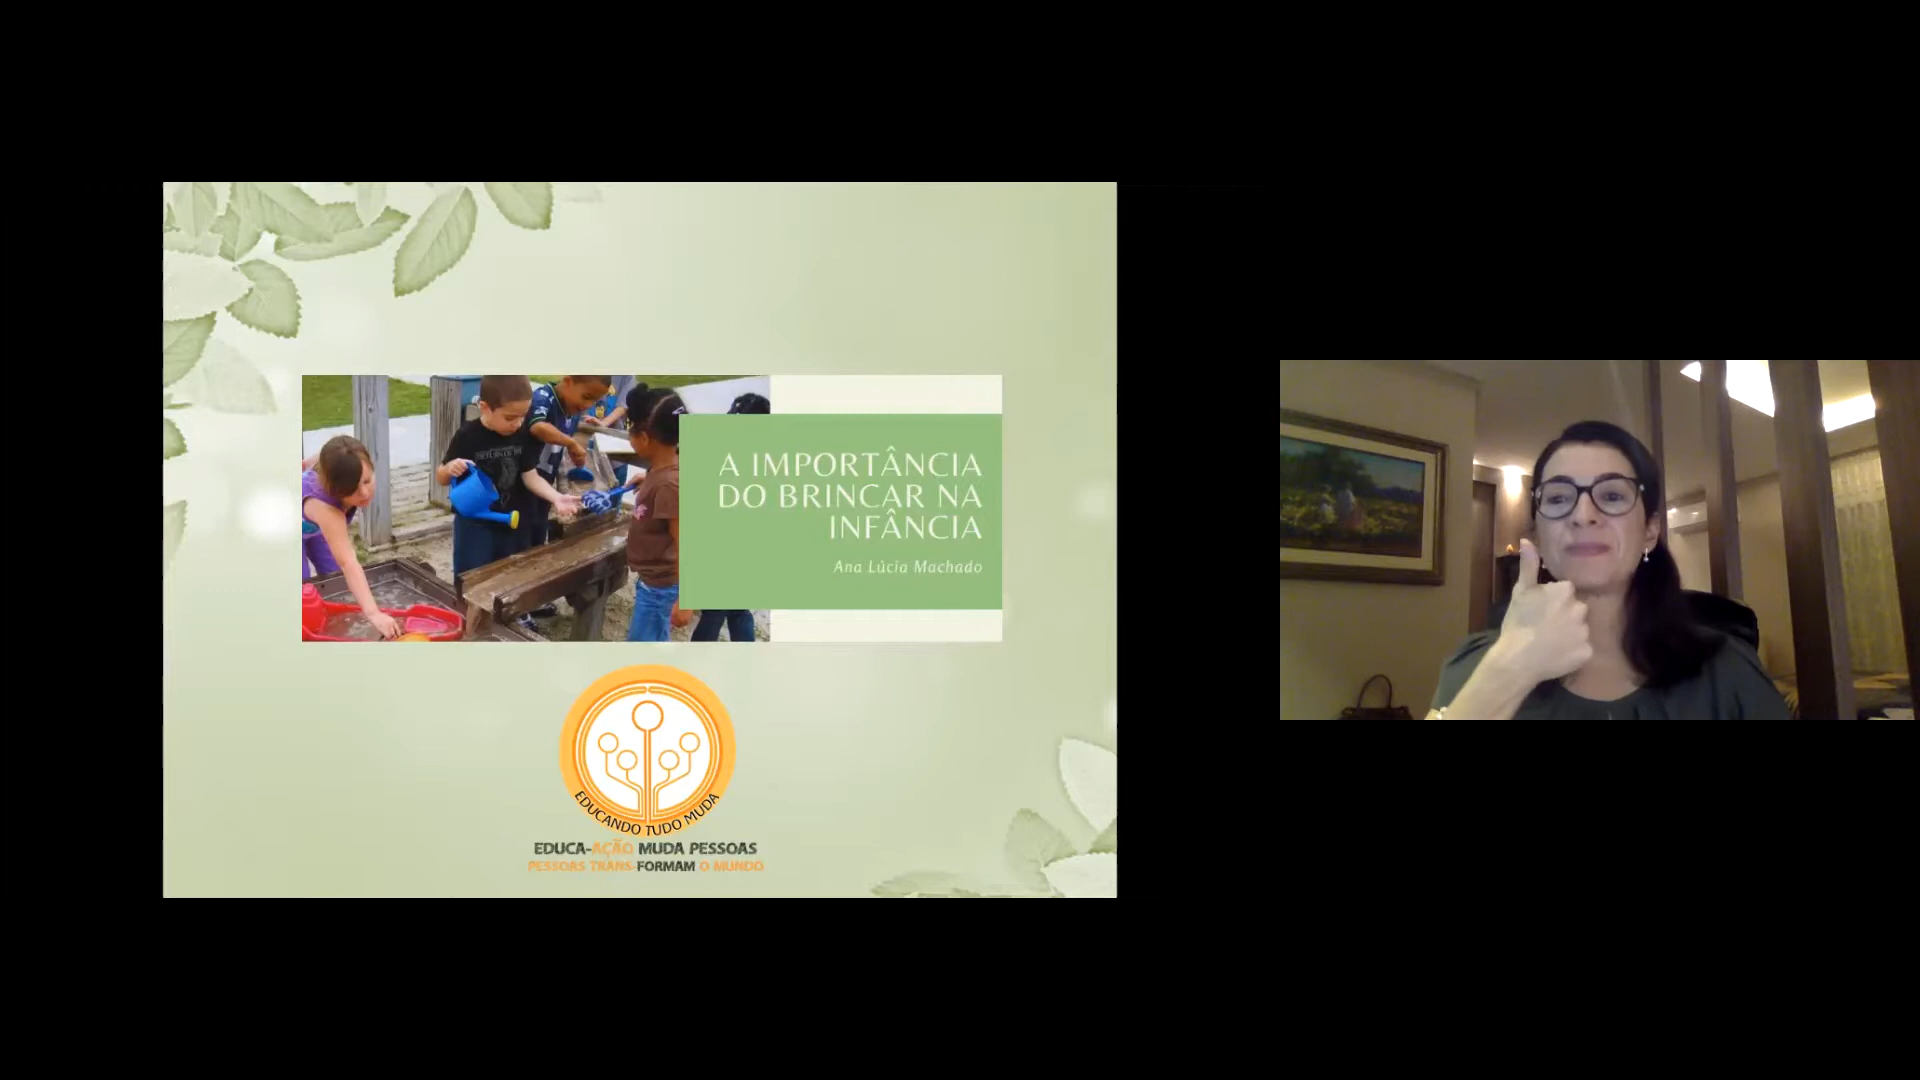 A IMPORTÂNCIA
DO BRINCAR NA
INFÂNCIA
Ana Lúcia Machado
EDUCANDO TUDO MUDA
EDUCA-AÇÃO MUDA PESSOAS
PESSOAS TRANS-FORMAM O MUNDO